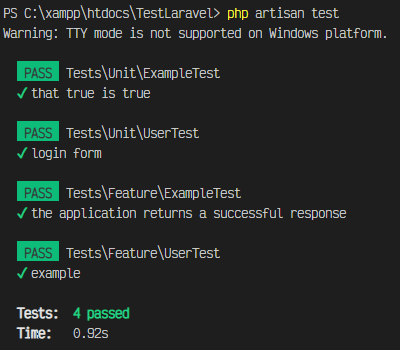 PS C:\xampp\htdocs\TestLaravel> php artisan test
Warning: TTY mode is not supported on Windows platform.
PASS Tests\Unit\ExampleTest
✓ that true is true
PASS Tests\Unit\UserTest
✓ login form
PASS Tests\Feature\ExampleTest
✓ the application returns a successful response
PASS Tests\Feature\UserTest
✓ example
Tests: 4 passed
Time: 0.92s